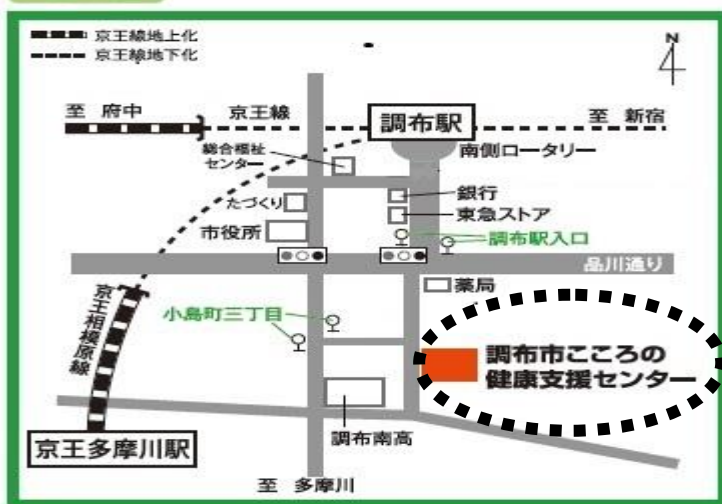 京王線地上化
京王線地下化
N
至 府中
京王線
調布駅
至 新宿
総合福祉
センター
南側ロータリー
たづくり
銀行
東急ストア
市役所
調布駅入口
品川通り
薬局
京王相模原線
小島町三丁目
調布市こころの
健康支援センター
調布南高
京王多摩川駅
至 多摩川